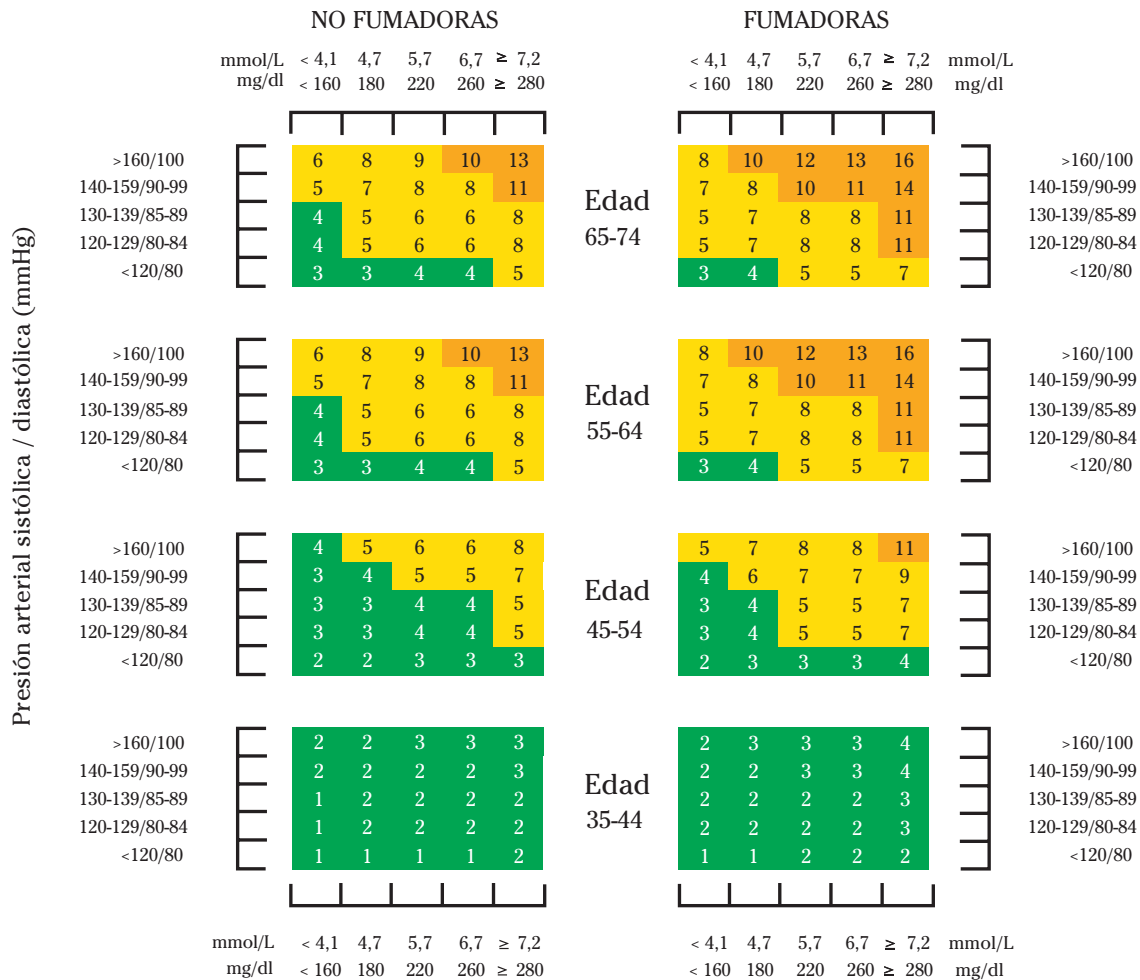 NO FUMADORAS FUMADORAS
mmol/L < 4,1 4,7 5,7 6,7 ≥ 7,2 < 4,1 4,7 5,7 6,7 ≥ 7,2 mmol/L
mg/dl < 160 180 220 260 ≥ 280 < 160 180 220 260 ≥ 280 mg/dl
Presión arterial sistólica / diastólica (mmHg)
>160/100 6 8 9 10 13 8 10 12 13 16 >160/100
140-159/90-99 5 7 8 8 11 7 8 10 11 14 140-159/90-99
Edad
130-139/85-89 4 5 6 6 8 5 7 8 8 11 130-139/85-89
65-74
120-129/80-84 4 5 6 6 8 5 7 8 8 11 120-129/80-84
<120/80 3 3 4 4 5 3 4 5 5 7 <120/80
>160/100 6 8 9 10 13 8 10 12 13 16 >160/100
140-159/90-99 5 7 8 8 11 7 8 10 11 14 140-159/90-99
Edad
130-139/85-89 4 5 6 6 8 5 7 8 8 11 130-139/85-89
55-64
120-129/80-84 4 5 6 6 8 5 7 8 8 11 120-129/80-84
<120/80 3 3 4 4 5 3 4 5 5 7 <120/80
>160/100 4 5 6 6 8 5 7 8 8 11 >160/100
140-159/90-99 3 4 5 5 7 4 6 7 7 9 140-159/90-99
Edad
130-139/85-89 3 3 4 4 5 3 4 5 5 7 130-139/85-89
45-54
120-129/80-84 3 3 4 4 5 3 4 5 5 7 120-129/80-84
<120/80 2 2 3 3 3 2 3 3 3 4 <120/80
>160/100 2 2 3 3 3 2 3 3 3 4 >160/100
140-159/90-99 2 2 2 2 3 2 2 3 3 4 140-159/90-99
Edad
130-139/85-89 1 2 2 2 2 2 2 2 2 3 130-139/85-89
35-44
120-129/80-84 1 2 2 2 2 2 2 2 2 3 120-129/80-84
<120/80 1 1 1 1 2 1 1 2 2 2 <120/80
mmol/L < 4,1 4,7 5,7 6,7 ≥ 7,2 < 4,1 4,7 5,7 6,7 ≥ 7,2 mmol/L
mg/dl < 160 180 220 260 ≥ 280 < 160 180 220 260 ≥ 280 mg/dl